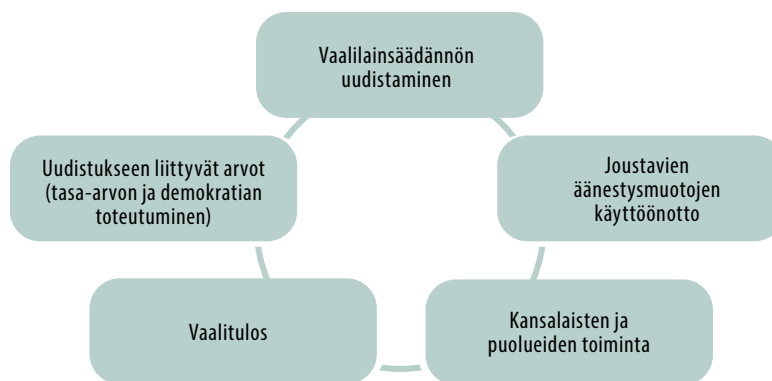 Vaalilainsäädännön
uudistaminen
Uudistukseen liittyvät arvot
(tasa-arvon ja demokratian
toteutuminen)
Joustavien
äänestysmuotojen
käyttöönotto
Vaalitulos
Kansalaisten ja
puolueiden toiminta